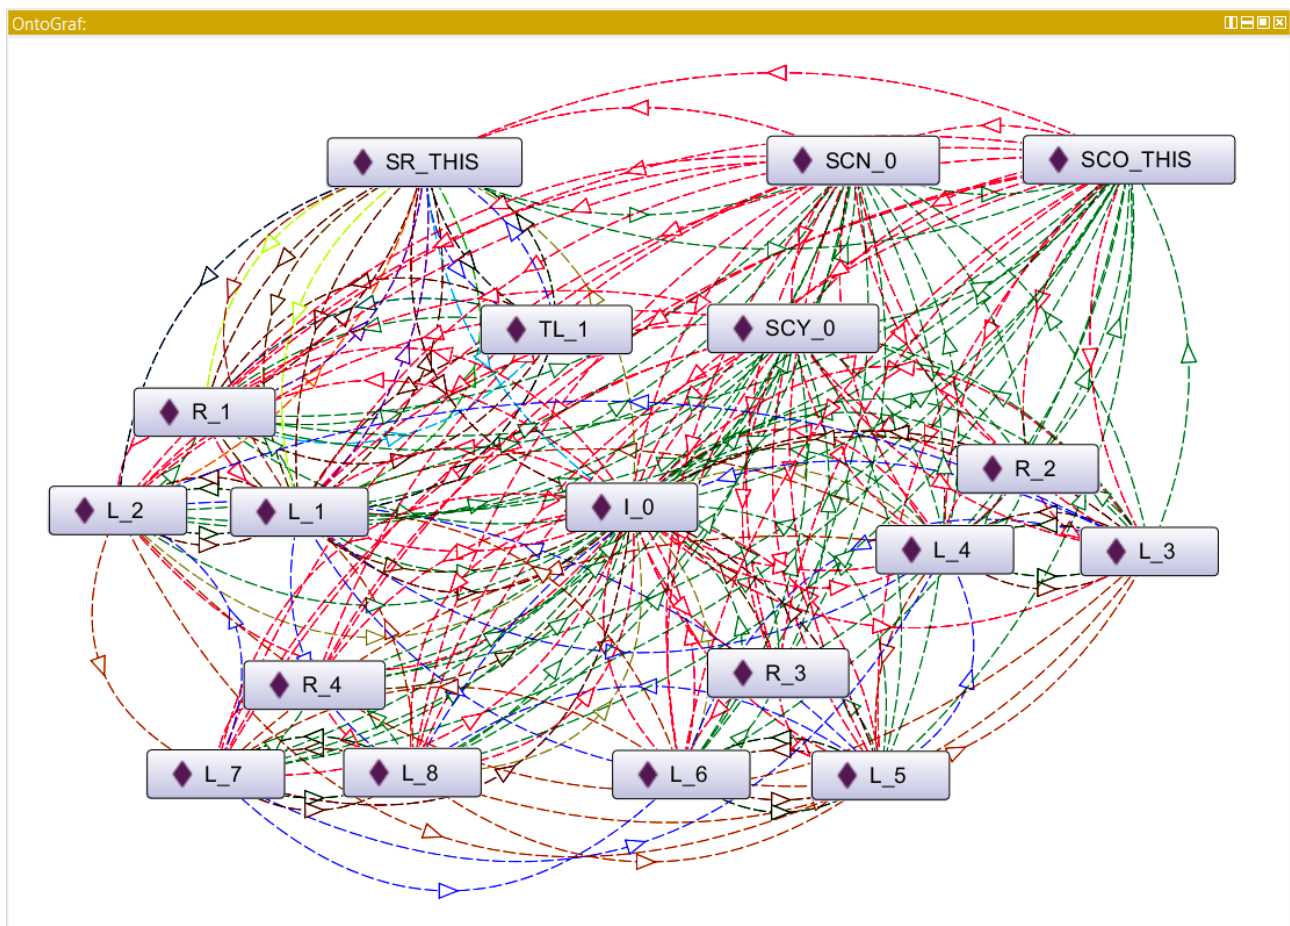 OntoGraf:
SR_THIS
SCN_0
SCO_THIS
TL_1
SCY_0
R_1
R_2
L_2
L_1
I_0
L_4
L_3
R_4
R_3
L_7
L_8
L_6
L_5